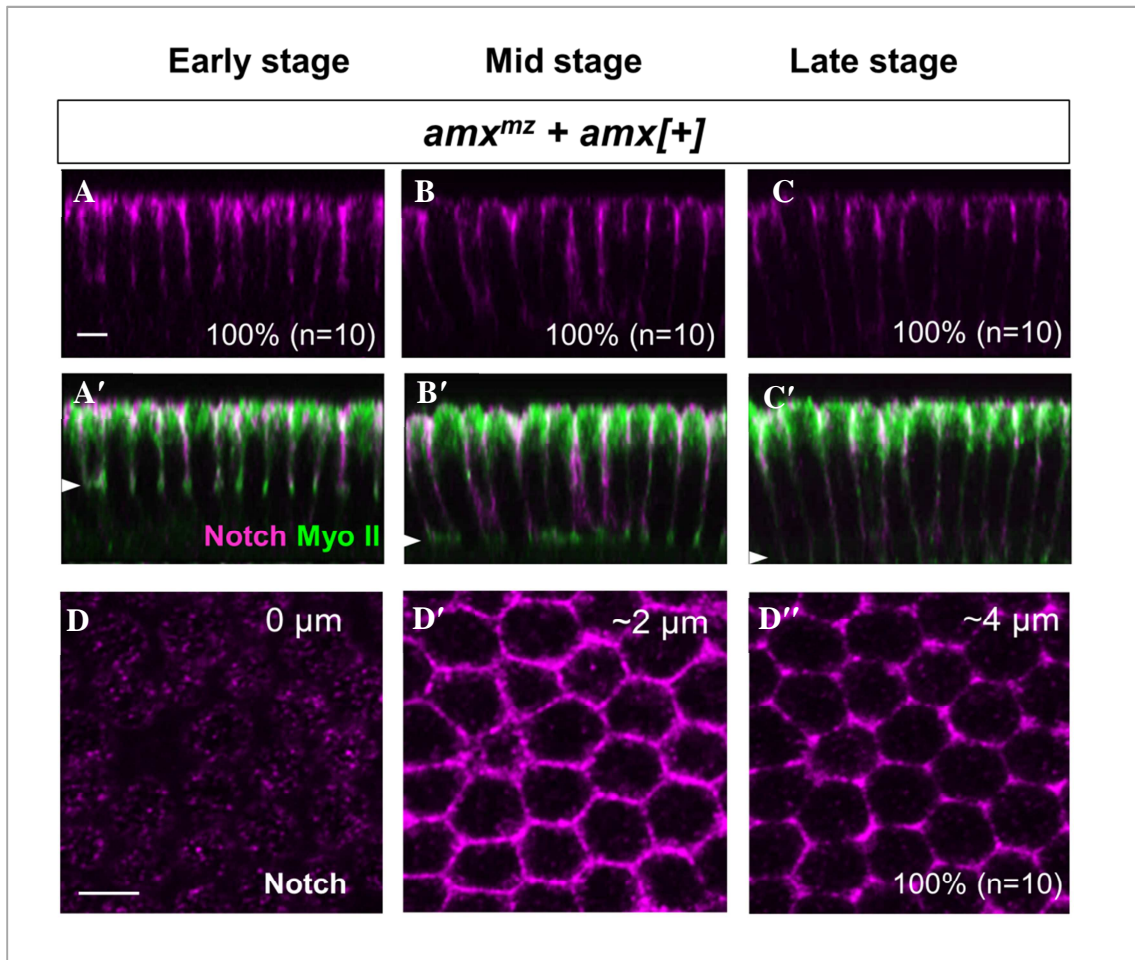 Early stage Mid stage Late stage
amx^mz + amx[+]
A B C
100% (n=10) 100% (n=10) 100% (n=10)
A′ B′ C′
Notch Myo II
D 0 µm D′ ~2 µm D″ ~4 µm
Notch 100% (n=10)